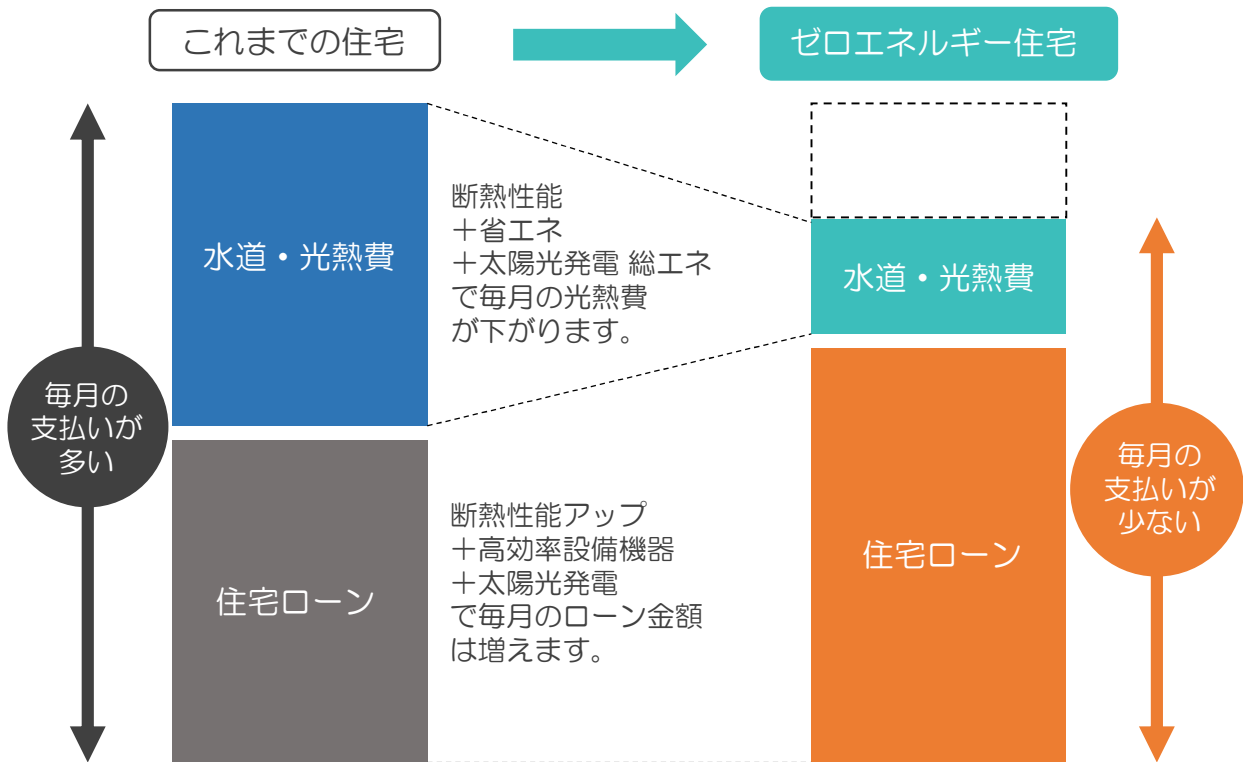 これまでの住宅
ゼロエネルギー住宅
水道・光熱費
断熱性能
＋省エネ
＋太陽光発電 総エネ
で毎月の光熱費
が下がります。
水道・光熱費
毎月の
支払いが
多い
住宅ローン
断熱性能アップ
＋高効率設備機器
＋太陽光発電
で毎月のローン金額
は増えます。
住宅ローン
毎月の
支払いが
少ない